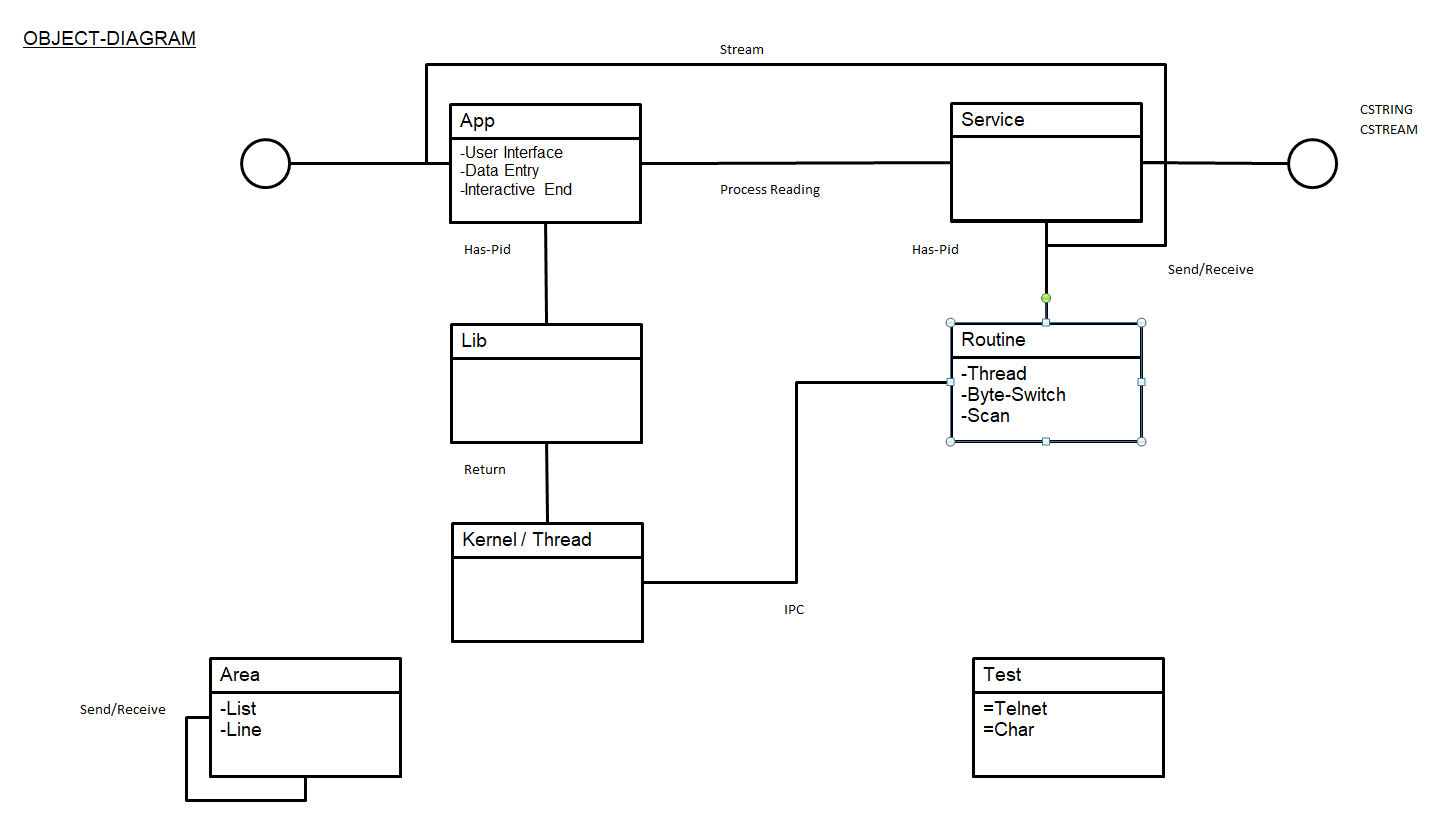 OBJECT-DIAGRAM
Stream
CSTRING
CSTREAM
App
-User Interface
-Data Entry
-Interactive End
Service
Process Reading
Has-Pid
Has-Pid
Send/Receive
Lib
Routine
-Thread
-Byte-Switch
-Scan
Return
Kernel / Thread
IPC
Area
-List
-Line
Send/Receive
Test
=Telnet
=Char